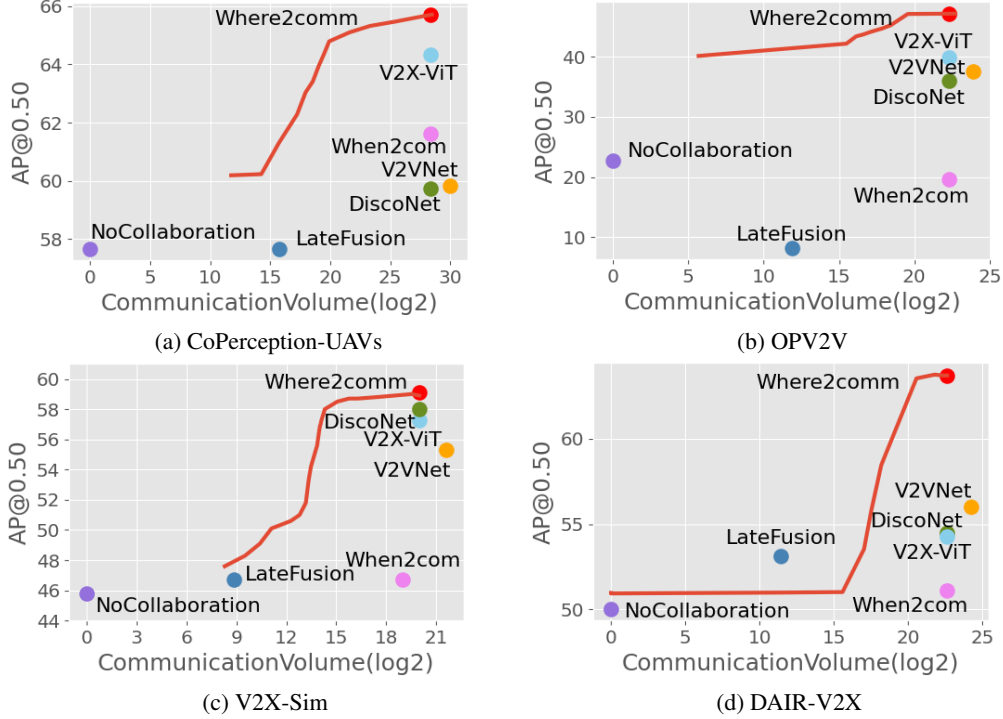 66
64
62
60
58
AP@0.50
Where2comm
V2X-ViT
When2com
V2VNet
DiscoNet
NoCollaboration
LateFusion
0 5 10 15 20 25 30
CommunicationVolume(log2)
(a) CoPerception-UAVs
40
30
20
10
AP@0.50
Where2comm
V2X-ViT
V2VNet
DiscoNet
NoCollaboration
When2com
LateFusion
0 5 10 15 20 25
CommunicationVolume(log2)
(b) OPV2V
60
58
56
54
52
50
48
46
44
AP@0.50
Where2comm
DiscoNet
V2X-ViT
V2VNet
When2com
LateFusion
NoCollaboration
0 3 6 9 12 15 18 21
CommunicationVolume(log2)
(c) V2X-Sim
60
55
50
AP@0.50
Where2comm
V2VNet
DiscoNet
LateFusion
V2X-ViT
When2com
NoCollaboration
0 5 10 15 20 25
CommunicationVolume(log2)
(d) DAIR-V2X